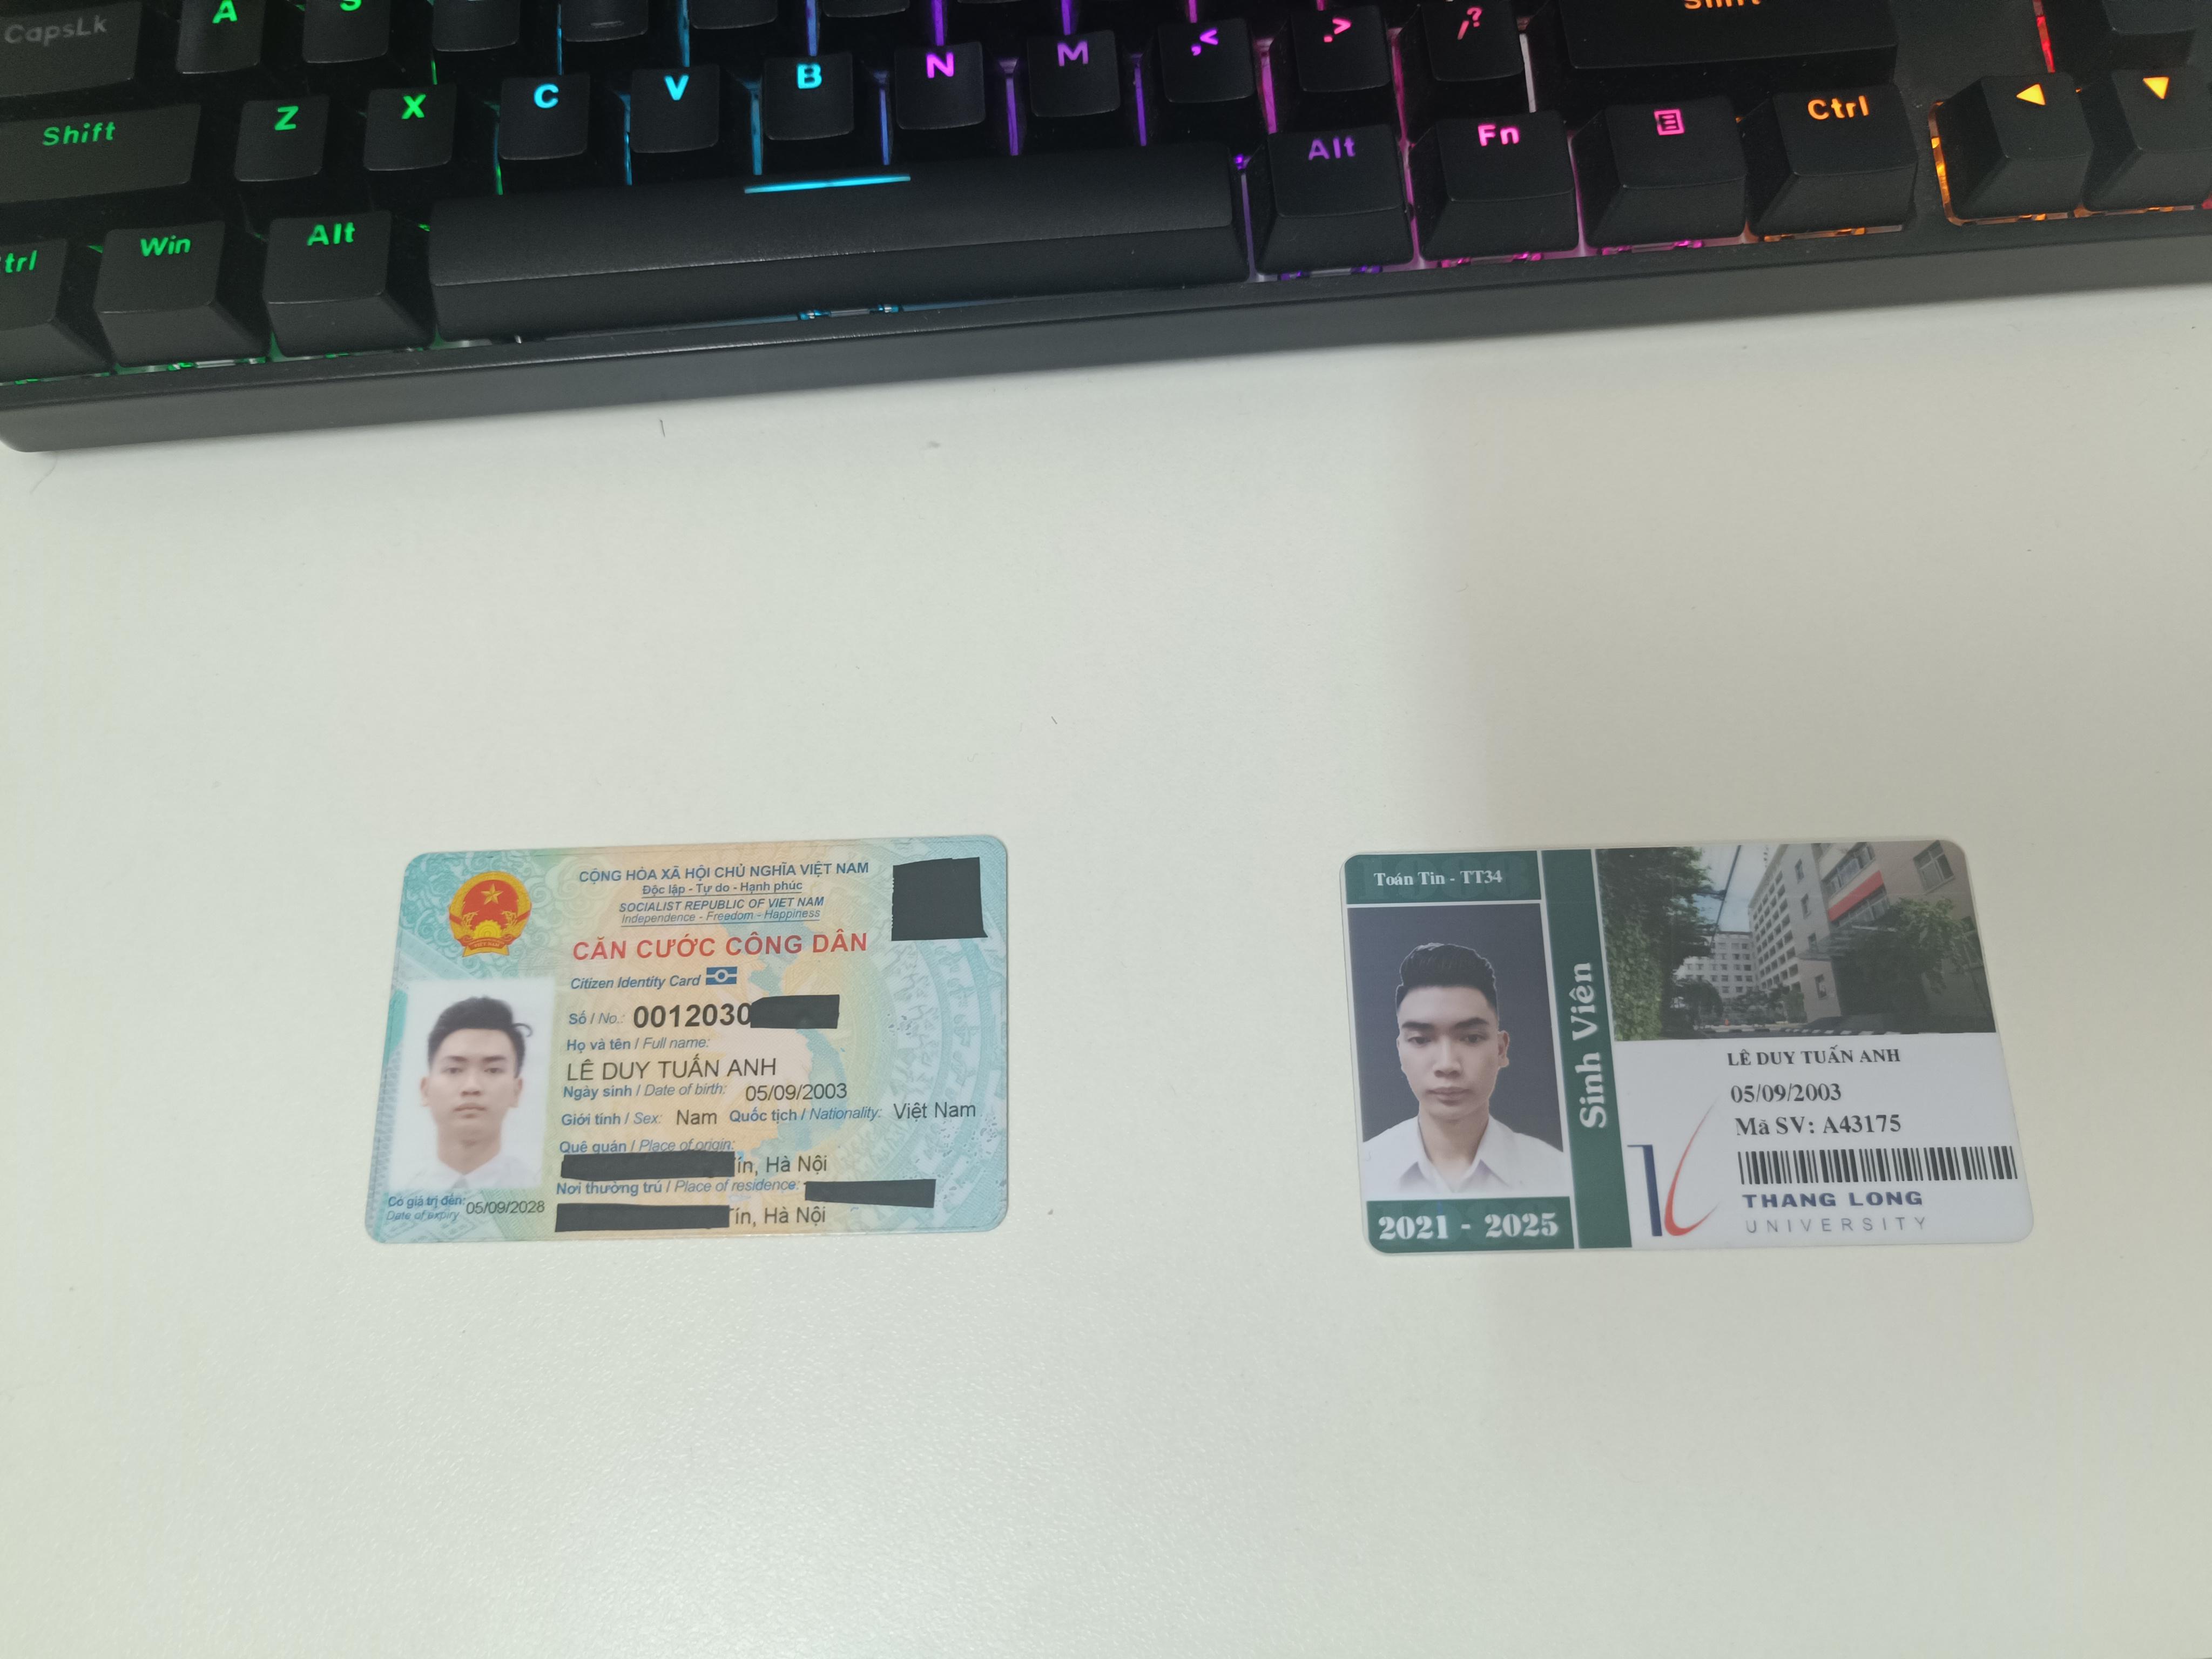 CapsLk A S Shift
Shift Z X C V B N M ,< .> /? 
Win Alt Alt Fn Ctrl
CỘNG HÒA XÃ HỘI CHỦ NGHĨA VIỆT NAM
Độc lập - Tự do - Hạnh phúc
SOCIALIST REPUBLIC OF VIET NAM
Independence - Freedom - Happiness
CĂN CƯỚC CÔNG DÂN
Citizen Identity Card
Số / No.: 0012030
Họ và tên / Full name:
LÊ DUY TUẤN ANH
Ngày sinh / Date of birth: 05/09/2003
Giới tính / Sex: Nam Quốc tịch / Nationality: Việt Nam
Quê quán / Place of origin:
ín, Hà Nội
Nơi thường trú / Place of residence:
ín, Hà Nội
Có giá trị đến: 05/09/2028
Date of expiry
Toán Tin - TT34
2021 - 2025
Sinh Viên
LÊ DUY TUẤN ANH
05/09/2003
Mã SV: A43175
THANG LONG
UNIVERSITY